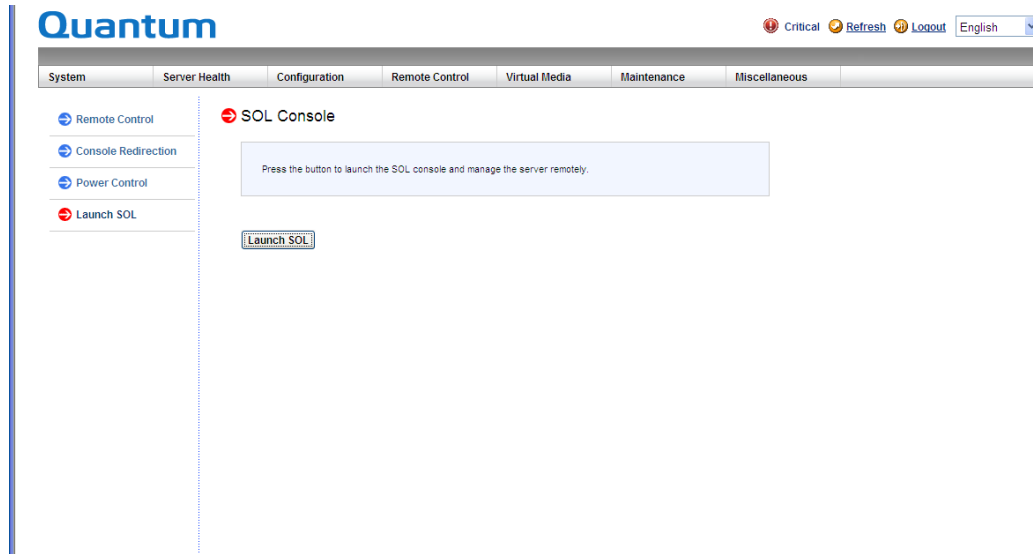 Quantum
Critical Refresh Logout English
System Server Health Configuration Remote Control Virtual Media Maintenance Miscellaneous
Remote Control
Console Redirection
Power Control
Launch SOL
SOL Console
Press the button to launch the SOL console and manage the server remotely.
Launch SOL